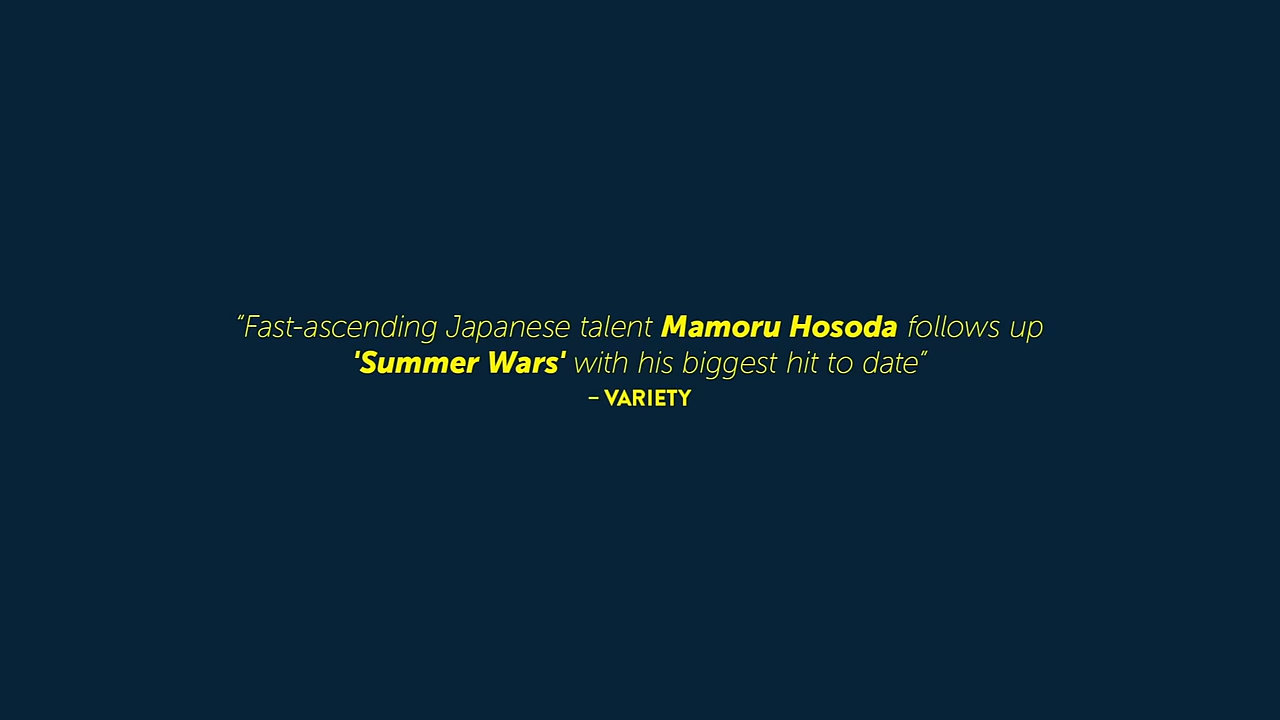 “Fast-ascending Japanese talent Mamoru Hosoda follows up
'Summer Wars' with his biggest hit to date”
– VARIETY